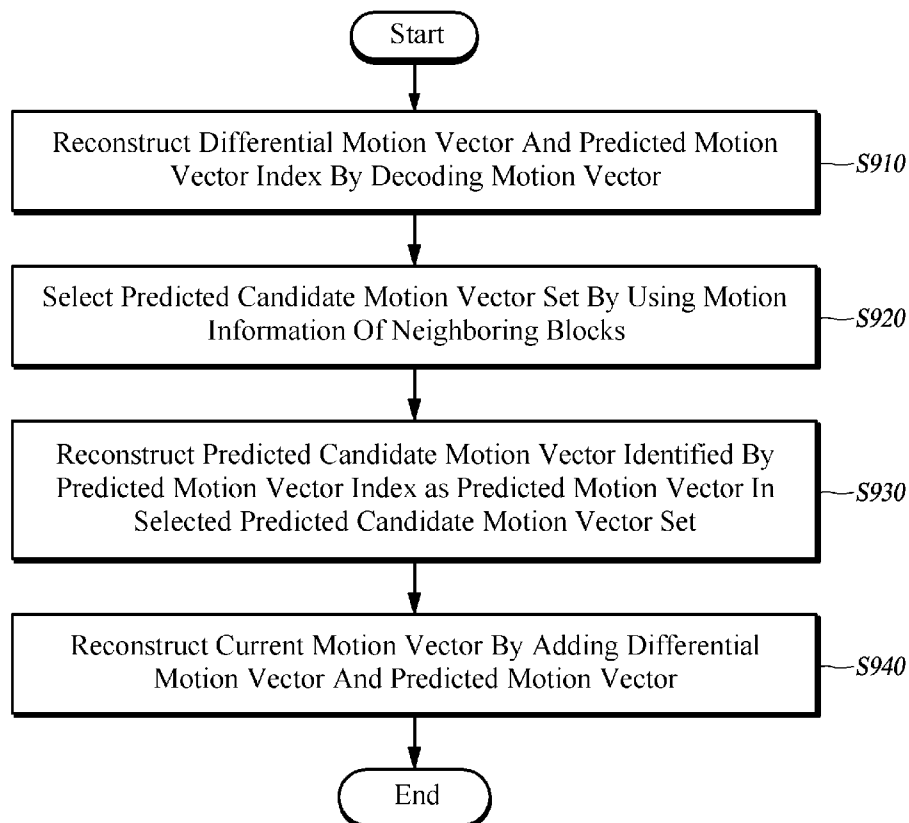 Start
Reconstruct Differential Motion Vector And Predicted Motion
Vector Index By Decoding Motion Vector
S910
Select Predicted Candidate Motion Vector Set By Using Motion
Information Of Neighboring Blocks
S920
Reconstruct Predicted Candidate Motion Vector Identified By
Predicted Motion Vector Index as Predicted Motion Vector In
Selected Predicted Candidate Motion Vector Set
S930
Reconstruct Current Motion Vector By Adding Differential
Motion Vector And Predicted Motion Vector
S940
End